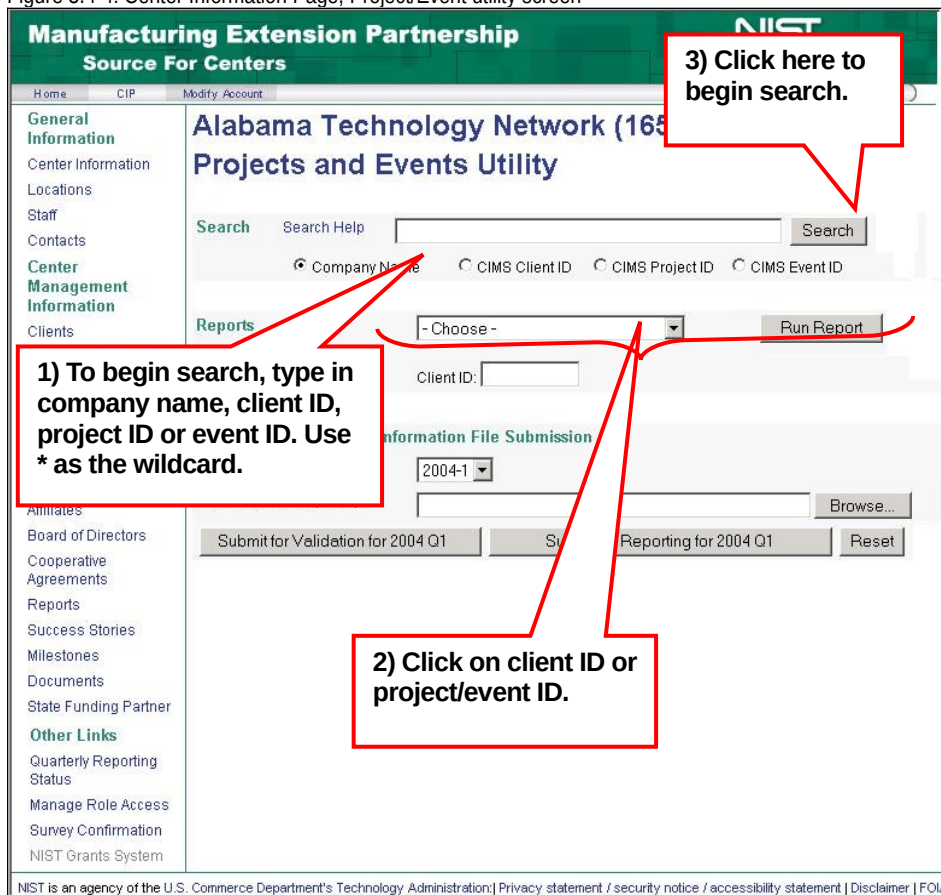 Figure 3.4-1. Center Information Page, Project/Event utility screen
Manufacturing Extension Partnership
Source For Centers
NIST
Home CIP Modify Account
3) Click here to
begin search.
General
Information
Center Information
Locations
Staff
Contacts
Center
Management
Information
Clients
Alabama Technology Network (165
Projects and Events Utility
Search Search Help Search
Company Name CIMS Client ID CIMS Project ID CIMS Event ID
Reports - Choose - Run Report
Client ID:
1) To begin search, type in
company name, client ID,
project ID or event ID. Use
* as the wildcard.
nformation File Submission
2004-1
Browse...
Submit for Validation for 2004 Q1 Su Reporting for 2004 Q1 Reset
2) Click on client ID or
project/event ID.
Affiliates
Board of Directors
Cooperative
Agreements
Reports
Success Stories
Milestones
Documents
State Funding Partner
Other Links
Quarterly Reporting
Status
Manage Role Access
Survey Confirmation
NIST Grants System
NIST is an agency of the U.S. Commerce Department's Technology Administration:| Privacy statement / security notice / accessibility statement | Disclaimer | FOIA